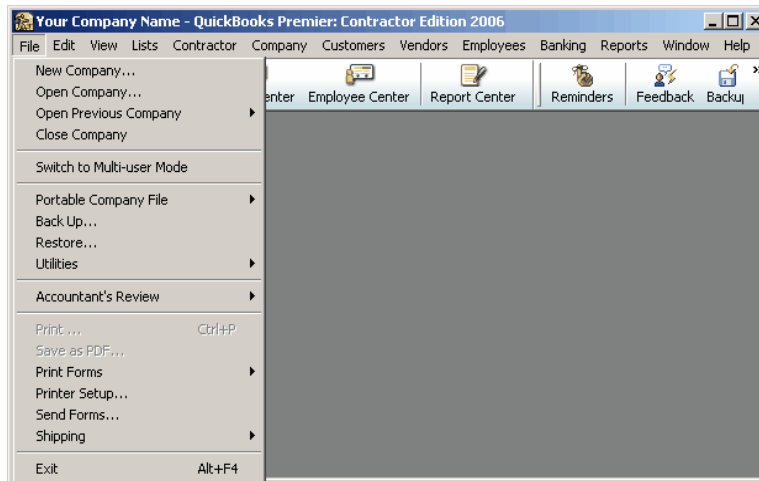 Your Company Name - QuickBooks Premier: Contractor Edition 2006
File Edit View Lists Contractor Company Customers Vendors Employees Banking Reports Window Help
enter Employee Center Report Center Reminders Feedback Backu
New Company...
Open Company...
Open Previous Company
Close Company
Switch to Multi-user Mode
Portable Company File
Back Up...
Restore...
Utilities
Accountant's Review
Print ... Ctrl+P
Save as PDF...
Print Forms
Printer Setup...
Send Forms...
Shipping
Exit Alt+F4